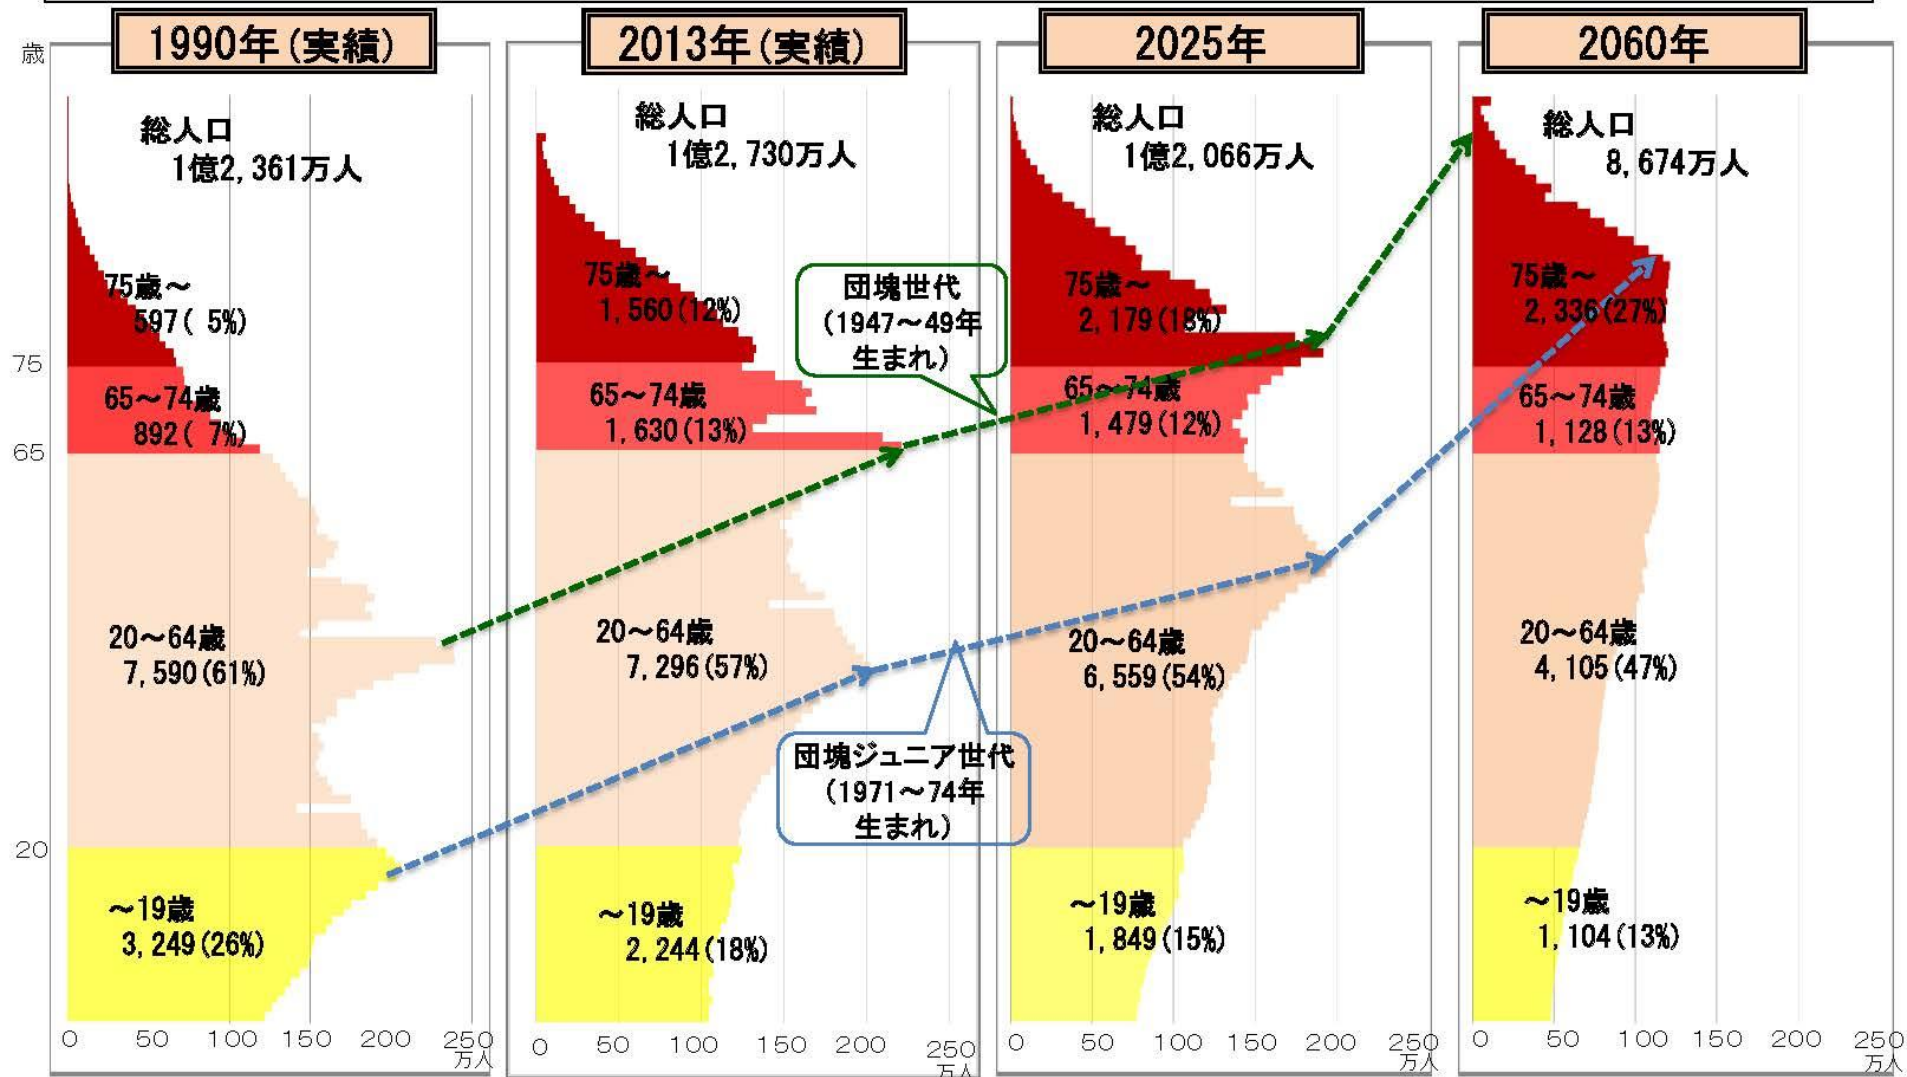 1990年(実績)
歳
総人口
1億2,361万人
75歳～
597( 5%)
75
65～74歳
892( 7%)
65
20～64歳
7,590(61%)
20
～19歳
3,249(26%)
0 50 100 150 200 250
万人
2013年(実績)
総人口
1億2,730万人
75歳～
1,560(12%)
65～74歳
1,630(13%)
20～64歳
7,296(57%)
～19歳
2,244(18%)
0 50 100 150 200 250
万人
団塊世代
(1947～49年
生まれ)
団塊ジュニア世代
(1971～74年
生まれ)
2025年
総人口
1億2,066万人
75歳～
2,179(18%)
65～74歳
1,479(12%)
20～64歳
6,559(54%)
～19歳
1,849(15%)
0 50 100 150 200 250
万人
2060年
総人口
8,674万人
75歳～
2,336(27%)
65～74歳
1,128(13%)
20～64歳
4,105(47%)
～19歳
1,104(13%)
0 50 100 150 200 250
万人